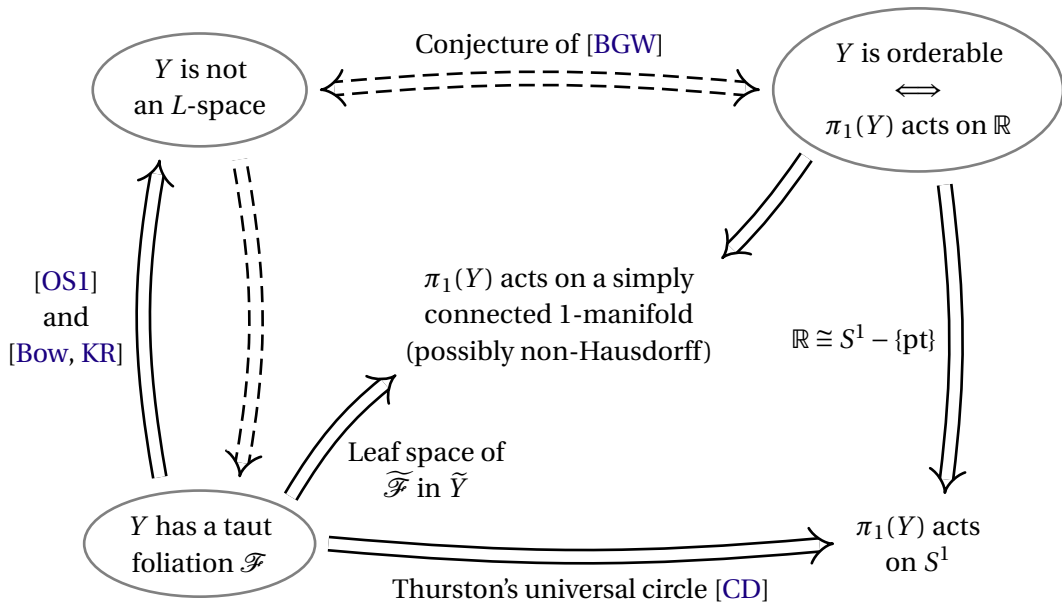 Conjecture of [BGW]
Y is not
an L-space
Y is orderable
⟺
π₁(Y) acts on ℝ
[OS1]
and
[Bow, KR]
π₁(Y) acts on a simply
connected 1-manifold
(possibly non-Hausdorff)
ℝ ≅ S¹ − {pt}
Leaf space of
ℱ̃ in Ỹ
Y has a taut
foliation ℱ
π₁(Y) acts
on S¹
Thurston's universal circle [CD]